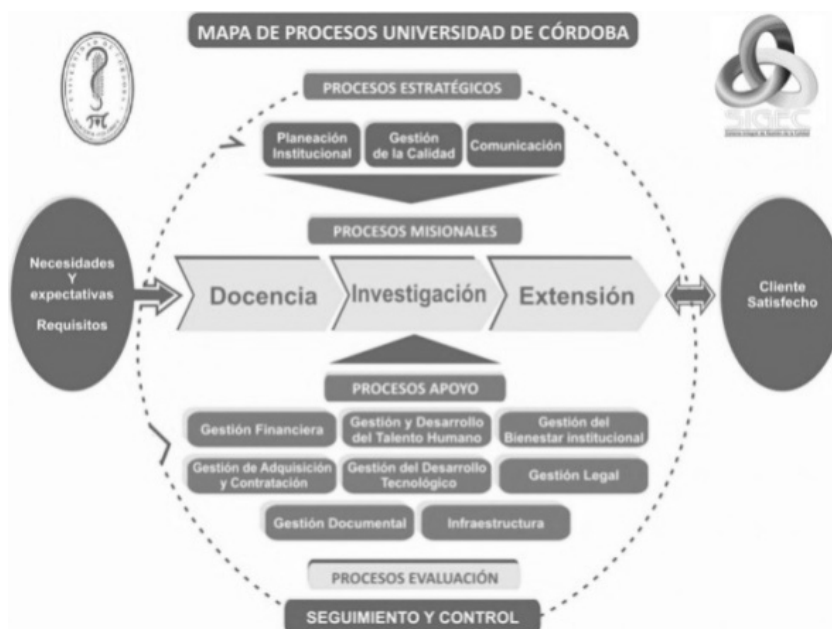 MAPA DE PROCESOS UNIVERSIDAD DE CÓRDOBA
SIGEC
PROCESOS ESTRATÉGICOS
Planeación
Institucional
Gestión
de la Calidad
Comunicación
PROCESOS MISIONALES
Necesidades
Y
expectativas
Requisitos
Docencia
Investigación
Extensión
Cliente
Satisfecho
PROCESOS APOYO
Gestión Financiera
Gestión y Desarrollo
del Talento Humano
Gestión del
Bienestar institucional
Gestión de Adquisición
y Contratación
Gestión del Desarrollo
Tecnológico
Gestión Legal
Gestión Documental
Infraestructura
PROCESOS EVALUACIÓN
SEGUIMIENTO Y CONTROL